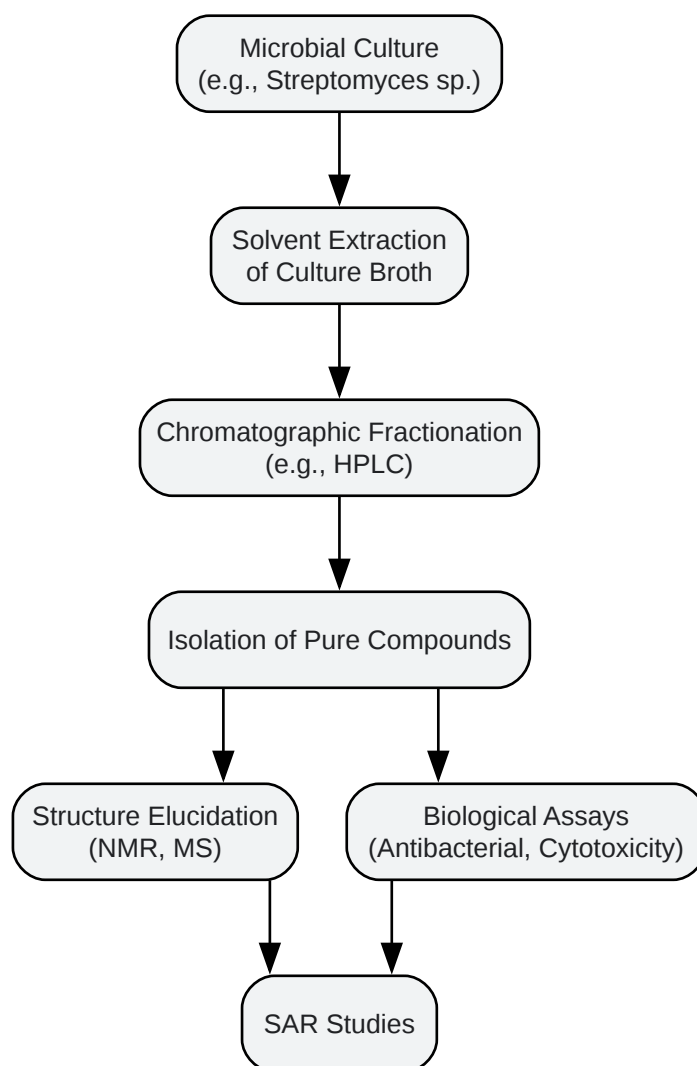 Microbial Culture
(e.g., Streptomyces sp.)
Solvent Extraction
of Culture Broth
Chromatographic Fractionation
(e.g., HPLC)
Isolation of Pure Compounds
Structure Elucidation
(NMR, MS)
Biological Assays
(Antibacterial, Cytotoxicity)
SAR Studies